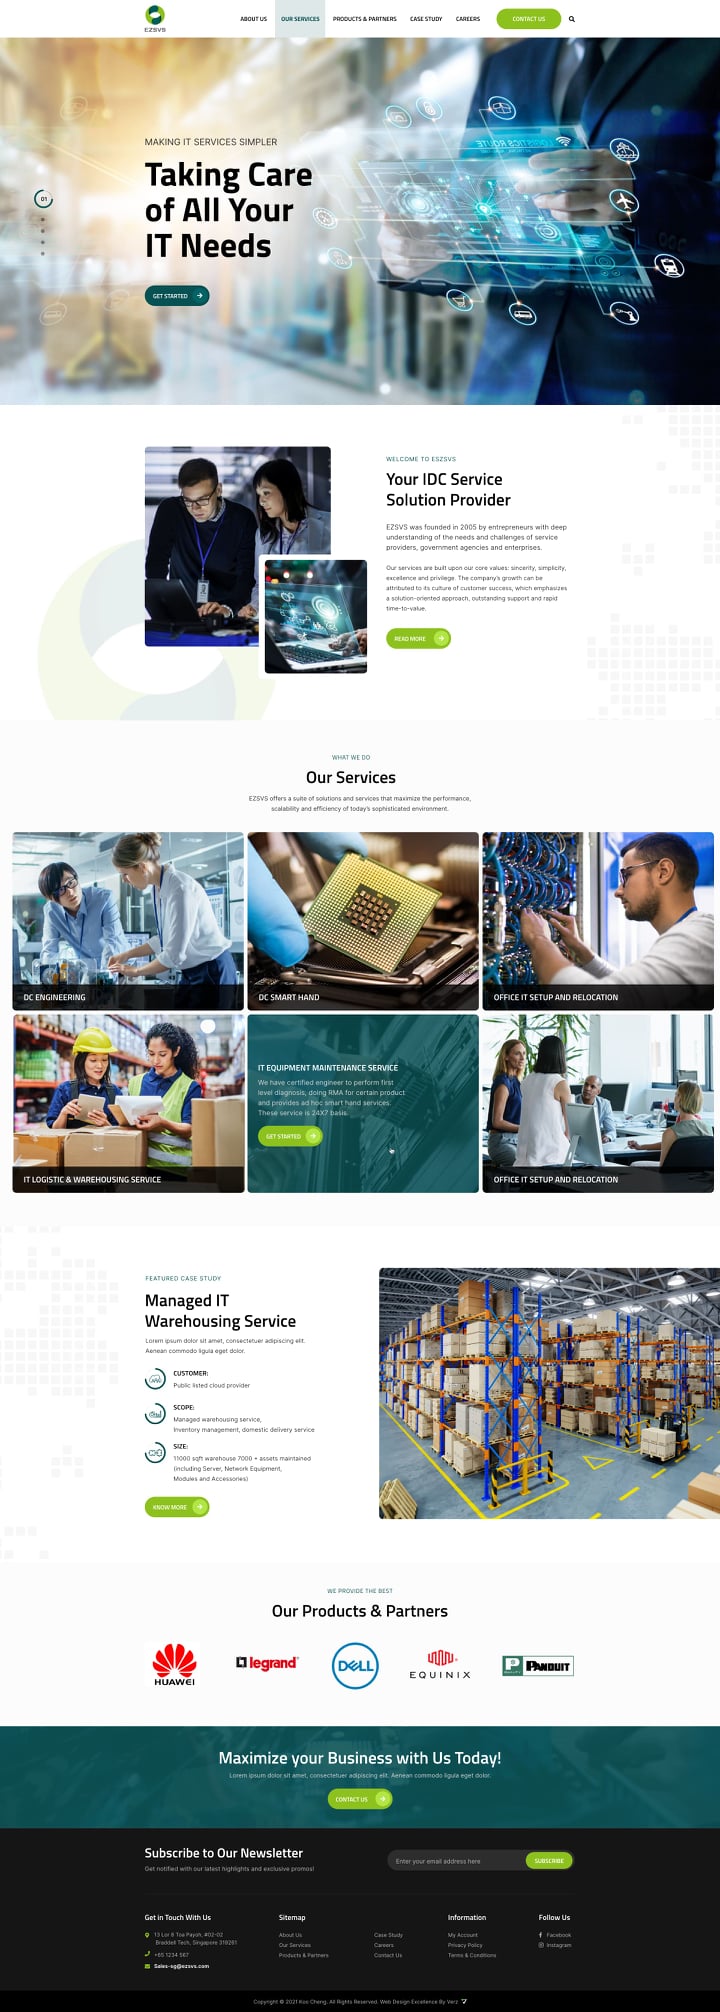 EZSVS
ABOUT US
OUR SERVICES
PRODUCTS & PARTNERS
CASE STUDY
CAREERS
CONTACT US
LOGISTICS ROUTE
MAKING IT SERVICES SIMPLER
Taking Care
of All Your
IT Needs
01
GET STARTED
WELCOME TO ESZSVS
Your IDC Service
Solution Provider
EZSVS was founded in 2005 by entrepreneurs with deep
understanding of the needs and challenges of service
providers, government agencies and enterprises.
Our services are built upon our core values: sincerity, simplicity,
excellence and privilege. The company's growth can be
attributed to its culture of customer success, which emphasizes
a solution-oriented approach, outstanding support and rapid
time-to-value.
READ MORE
WHAT WE DO
Our Services
EZSVS offers a suite of solutions and services that maximize the performance,
scalability and efficiency of today's sophisticated environment.
DC ENGINEERING
DC SMART HAND
OFFICE IT SETUP AND RELOCATION
IT LOGISTIC & WAREHOUSING SERVICE
IT EQUIPMENT MAINTENANCE SERVICE
We have certified engineer to perform first
level diagnosis, doing RMA for certain product
and provides ad hoc smart hand services.
These service is 24X7 basis.
GET STARTED
OFFICE IT SETUP AND RELOCATION
FEATURED CASE STUDY
Managed IT
Warehousing Service
Lorem ipsum dolor sit amet, consectetuer adipiscing elit.
Aenean commodo ligula eget dolor.
CUSTOMER:
Public listed cloud provider
SCOPE:
Managed warehousing service,
Inventory management, domestic delivery service
SIZE:
11000 sqft warehouse 7000 + assets maintained
(including Server, Network Equipment,
Modules and Accessories)
KNOW MORE
WE PROVIDE THE BEST
Our Products & Partners
HUAWEI
legrand
DELL
EQUINIX
PANDUIT
Maximize your Business with Us Today!
Lorem ipsum dolor sit amet, consectetuer adipiscing elit. Aenean commodo ligula eget dolor.
CONTACT US
Subscribe to Our Newsletter
Get notified with our latest highlights and exclusive promos!
Enter your email address here
SUBSCRIBE
Get in Touch With Us
13 Lor 8 Toa Payoh, #02-02
Braddell Tech, Singapore 319261
+65 1234 567
Sales-sg@ezsvs.com
Sitemap
About Us
Our Services
Products & Partners
Case Study
Careers
Contact Us
Information
My Account
Privacy Policy
Terms & Conditions
Follow Us
Facebook
Instagram
Copyright © 2021 Kos Cheng. All Rights Reserved. Web Design Excellence By Verz